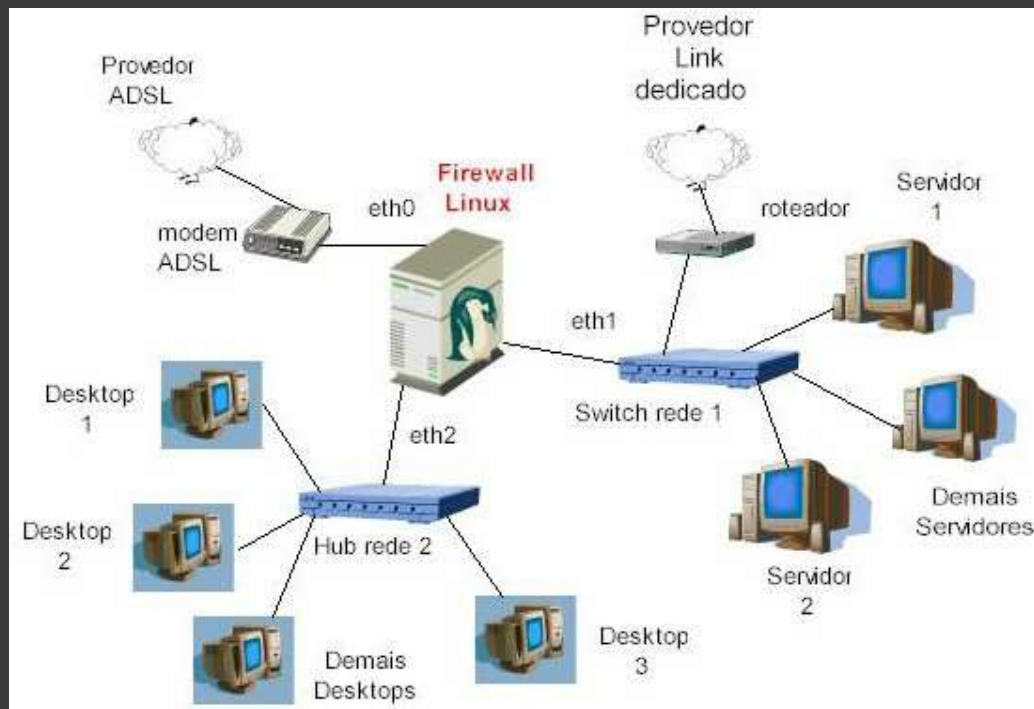 Provedor
ADSL
Provedor
Link
dedicado
Firewall
Linux
eth0
modem
ADSL
roteador
Servidor
1
eth1
Switch rede 1
Desktop
1
eth2
Demais
Servidores
Desktop
2
Hub rede 2
Servidor
2
Demais
Desktops
Desktop
3